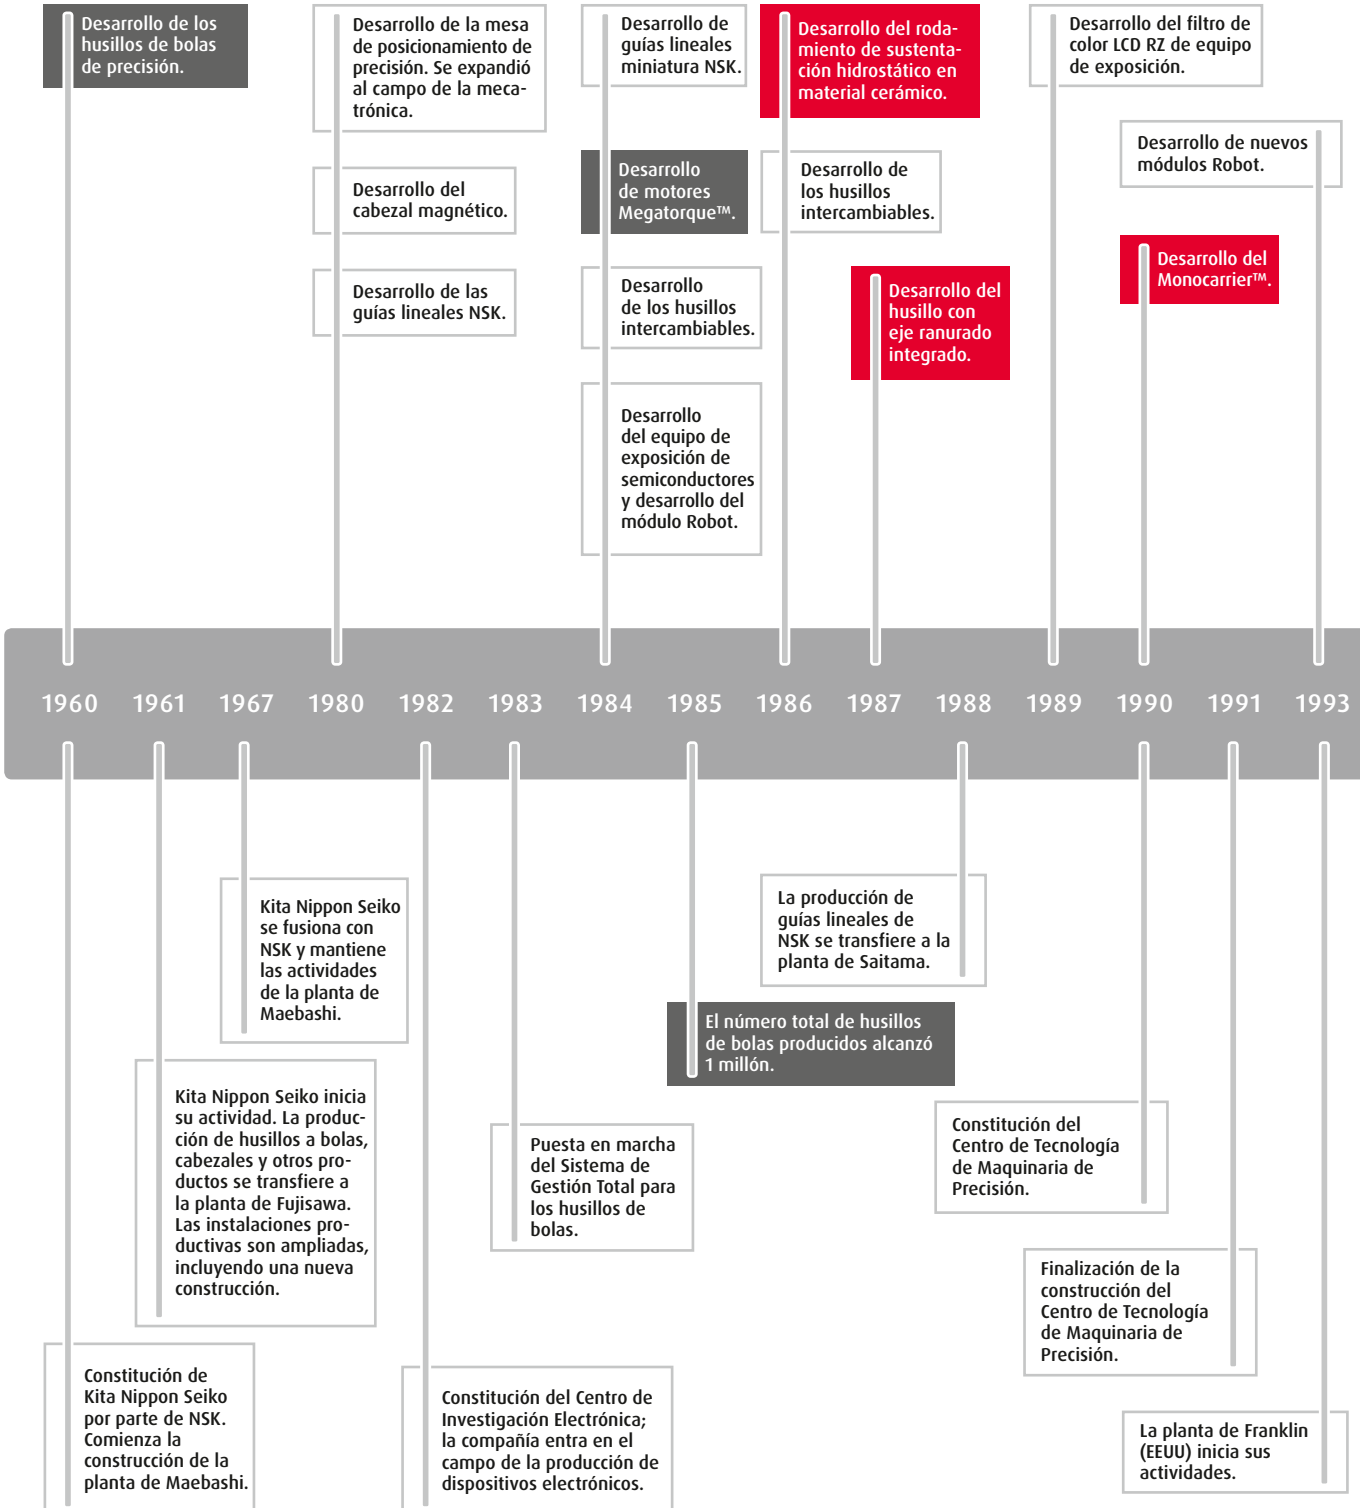 Desarrollo de los
husillos de bolas
de precisión.
Desarrollo de la mesa
de posicionamiento de
precisión. Se expandió
al campo de la meca-
trónica.
Desarrollo del
cabezal magnético.
Desarrollo de las
guías lineales NSK.
Desarrollo de
guías lineales
miniatura NSK.
Desarrollo
de motores
Megatorque™.
Desarrollo
de los husillos
intercambiables.
Desarrollo
del equipo de
exposición de
semiconductores
y desarrollo del
módulo Robot.
Desarrollo del roda-
miento de sustenta-
ción hidrostático en
material cerámico.
Desarrollo de
los husillos
intercambiables.
Desarrollo del
husillo con
eje ranurado
integrado.
Desarrollo del filtro de
color LCD RZ de equipo
de exposición.
Desarrollo de nuevos
módulos Robot.
Desarrollo del
Monocarrier™.
1960 1961 1967 1980 1982 1983 1984 1985 1986 1987 1988 1989 1990 1991 1993
Kita Nippon Seiko
se fusiona con
NSK y mantiene
las actividades
de la planta de
Maebashi.
Kita Nippon Seiko inicia
su actividad. La produc-
ción de husillos a bolas,
cabezales y otros pro-
ductos se transfiere a
la planta de Fujisawa.
Las instalaciones pro-
ductivas son ampliadas,
incluyendo una nueva
construcción.
Constitución de
Kita Nippon Seiko
por parte de NSK.
Comienza la
construcción de la
planta de Maebashi.
Constitución del Centro de
Investigación Electrónica;
la compañía entra en el
campo de la producción de
dispositivos electrónicos.
Puesta en marcha
del Sistema de
Gestión Total para
los husillos de
bolas.
El número total de husillos
de bolas producidos alcanzó
1 millón.
La producción de
guías lineales de
NSK se transfiere a la
planta de Saitama.
Constitución del
Centro de Tecnología
de Maquinaria de
Precisión.
Finalización de la
construcción del
Centro de Tecnología
de Maquinaria de
Precisión.
La planta de Franklin
(EEUU) inicia sus
actividades.